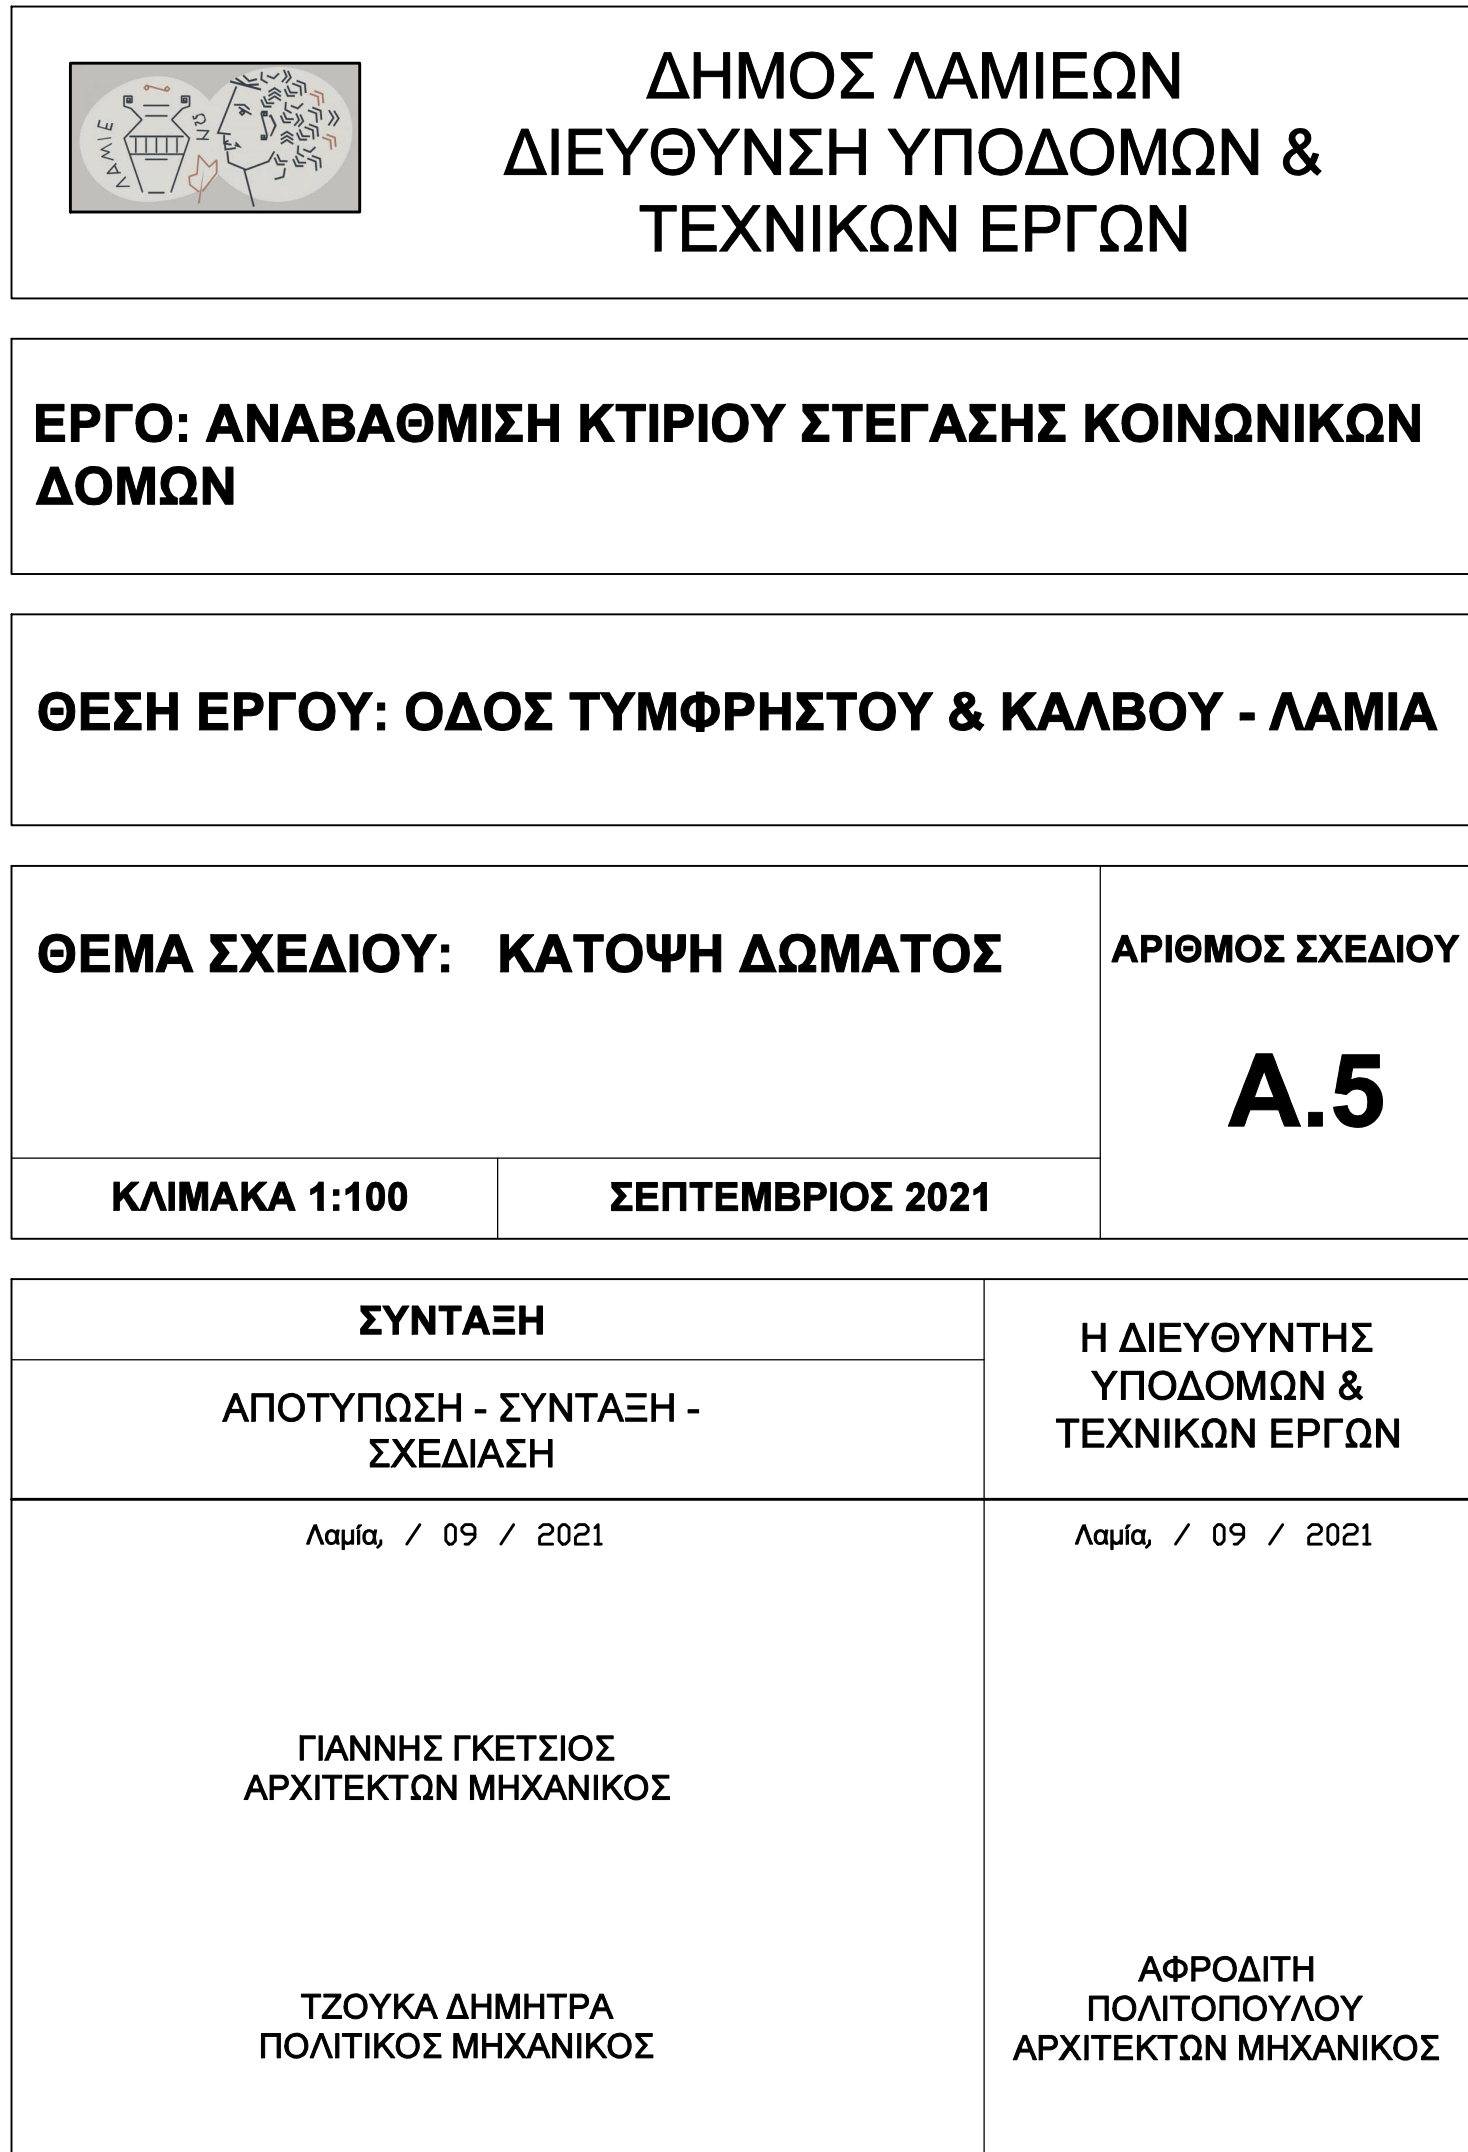 ΛΑΜΙΕ
ΩΝ
ΔΗΜΟΣ ΛΑΜΙΕΩΝ
ΔΙΕΥΘΥΝΣΗ ΥΠΟΔΟΜΩΝ &
ΤΕΧΝΙΚΩΝ ΕΡΓΩΝ
ΕΡΓΟ: ΑΝΑΒΑΘΜΙΣΗ ΚΤΙΡΙΟΥ ΣΤΕΓΑΣΗΣ ΚΟΙΝΩΝΙΚΩΝ
ΔΟΜΩΝ
ΘΕΣΗ ΕΡΓΟΥ: ΟΔΟΣ ΤΥΜΦΡΗΣΤΟΥ & ΚΑΛΒΟΥ - ΛΑΜΙΑ
ΘΕΜΑ ΣΧΕΔΙΟΥ: ΚΑΤΟΨΗ ΔΩΜΑΤΟΣ
ΑΡΙΘΜΟΣ ΣΧΕΔΙΟΥ
Α.5
ΚΛΙΜΑΚΑ 1:100
ΣΕΠΤΕΜΒΡΙΟΣ 2021
ΣΥΝΤΑΞΗ
ΑΠΟΤΥΠΩΣΗ - ΣΥΝΤΑΞΗ -
ΣΧΕΔΙΑΣΗ
Η ΔΙΕΥΘΥΝΤΗΣ
ΥΠΟΔΟΜΩΝ &
ΤΕΧΝΙΚΩΝ ΕΡΓΩΝ
Λαμία, / 09 / 2021
ΓΙΑΝΝΗΣ ΓΚΕΤΣΙΟΣ
ΑΡΧΙΤΕΚΤΩΝ ΜΗΧΑΝΙΚΟΣ
ΤΖΟΥΚΑ ΔΗΜΗΤΡΑ
ΠΟΛΙΤΙΚΟΣ ΜΗΧΑΝΙΚΟΣ
Λαμία, / 09 / 2021
ΑΦΡΟΔΙΤΗ
ΠΟΛΙΤΟΠΟΥΛΟΥ
ΑΡΧΙΤΕΚΤΩΝ ΜΗΧΑΝΙΚΟΣ